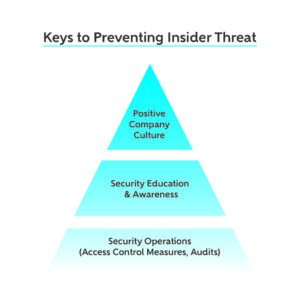 Keys to Preventing Insider Threat
Positive
Company
Culture
Security Education
& Awareness
Security Operations
(Access Control Measures, Audits)